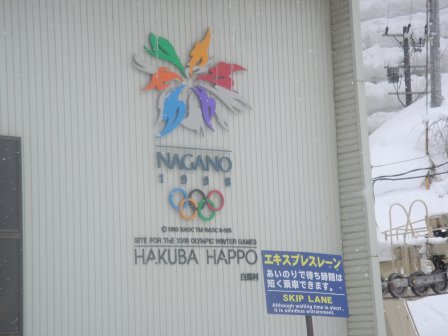 NAGANO
1998
© 1993 NAOC TM NAOC
SITE FOR THE XVIII OLYMPIC WINTER GAMES
HAKUBA HAPPO
白馬村
エキスプレスレーン
あいのりで待ち時間は
短く乗車できます。
SKIP LANE
Although waiting time is short,
it is omnibus entrainment.